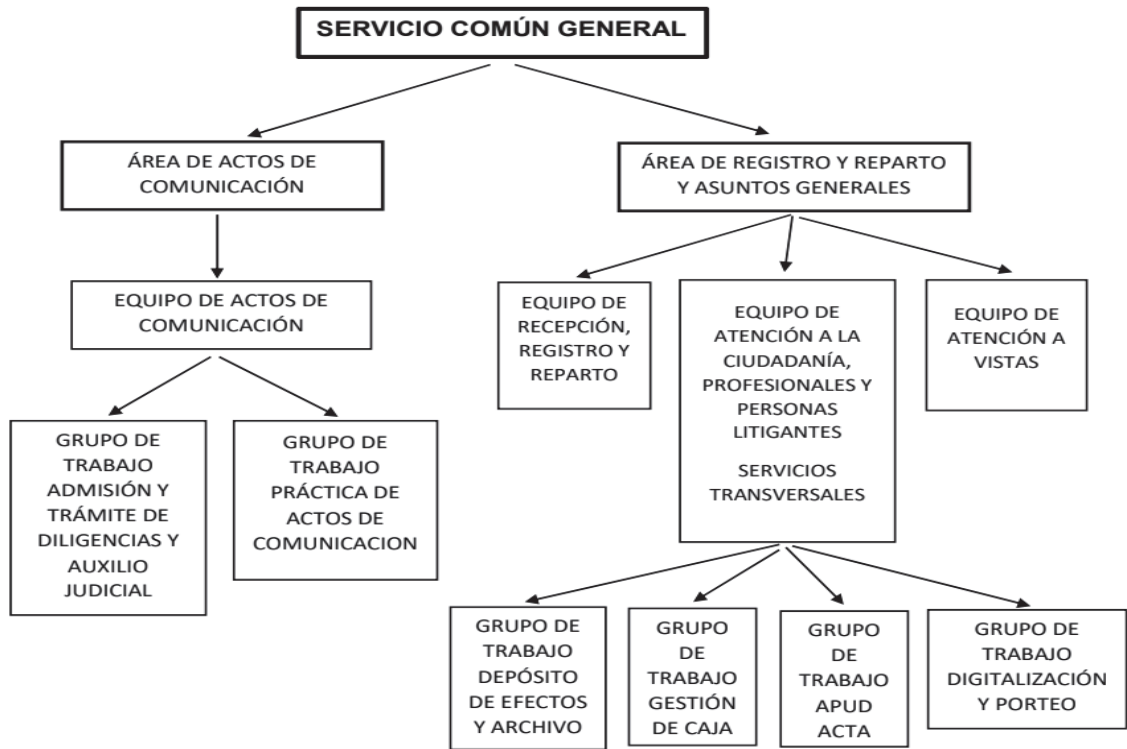 SERVICIO COMÚN GENERAL
ÁREA DE ACTOS DE
COMUNICACIÓN
ÁREA DE REGISTRO Y REPARTO
Y ASUNTOS GENERALES
EQUIPO DE ACTOS DE
COMUNICACIÓN
EQUIPO DE
RECEPCIÓN,
REGISTRO Y
REPARTO
EQUIPO DE
ATENCIÓN A LA
CIUDADANÍA,
PROFESIONALES Y
PERSONAS
LITIGANTES
SERVICIOS
TRANSVERSALES
EQUIPO DE
ATENCIÓN A
VISTAS
GRUPO DE
TRABAJO
ADMISIÓN Y
TRÁMITE DE
DILIGENCIAS Y
AUXILIO
JUDICIAL
GRUPO DE
TRABAJO
PRÁCTICA DE
ACTOS DE
COMUNICACION
GRUPO DE
TRABAJO
DEPÓSITO
DE EFECTOS
Y ARCHIVO
GRUPO
DE
TRABAJO
GESTIÓN
DE CAJA
GRUPO
DE
TRABAJO
APUD
ACTA
GRUPO DE
TRABAJO
DIGITALIZACIÓN
Y PORTEO